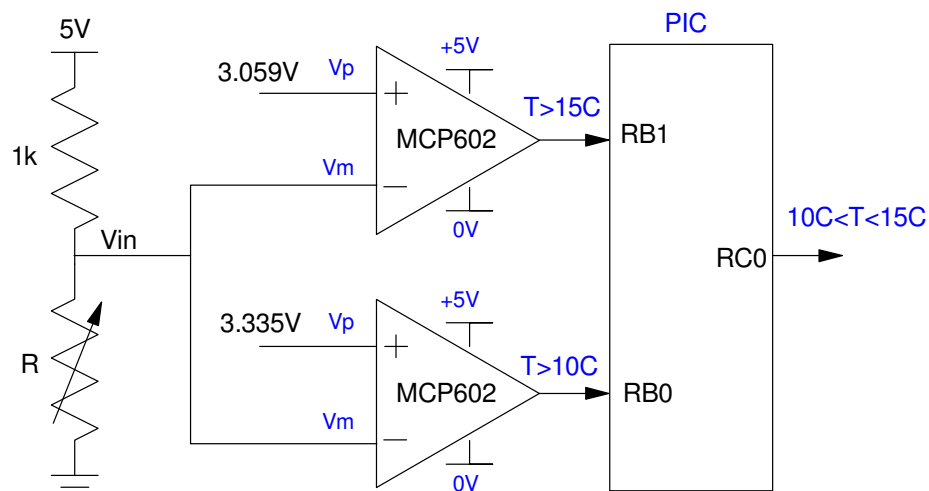 PIC
5V
+5V
3.059V
Vp
+
T>15C
1k
MCP602
RB1
Vm
−
0V
10C<T<15C
Vin
RC0
+5V
3.335V
Vp
+
T>10C
R
MCP602
RB0
Vm
−
0V